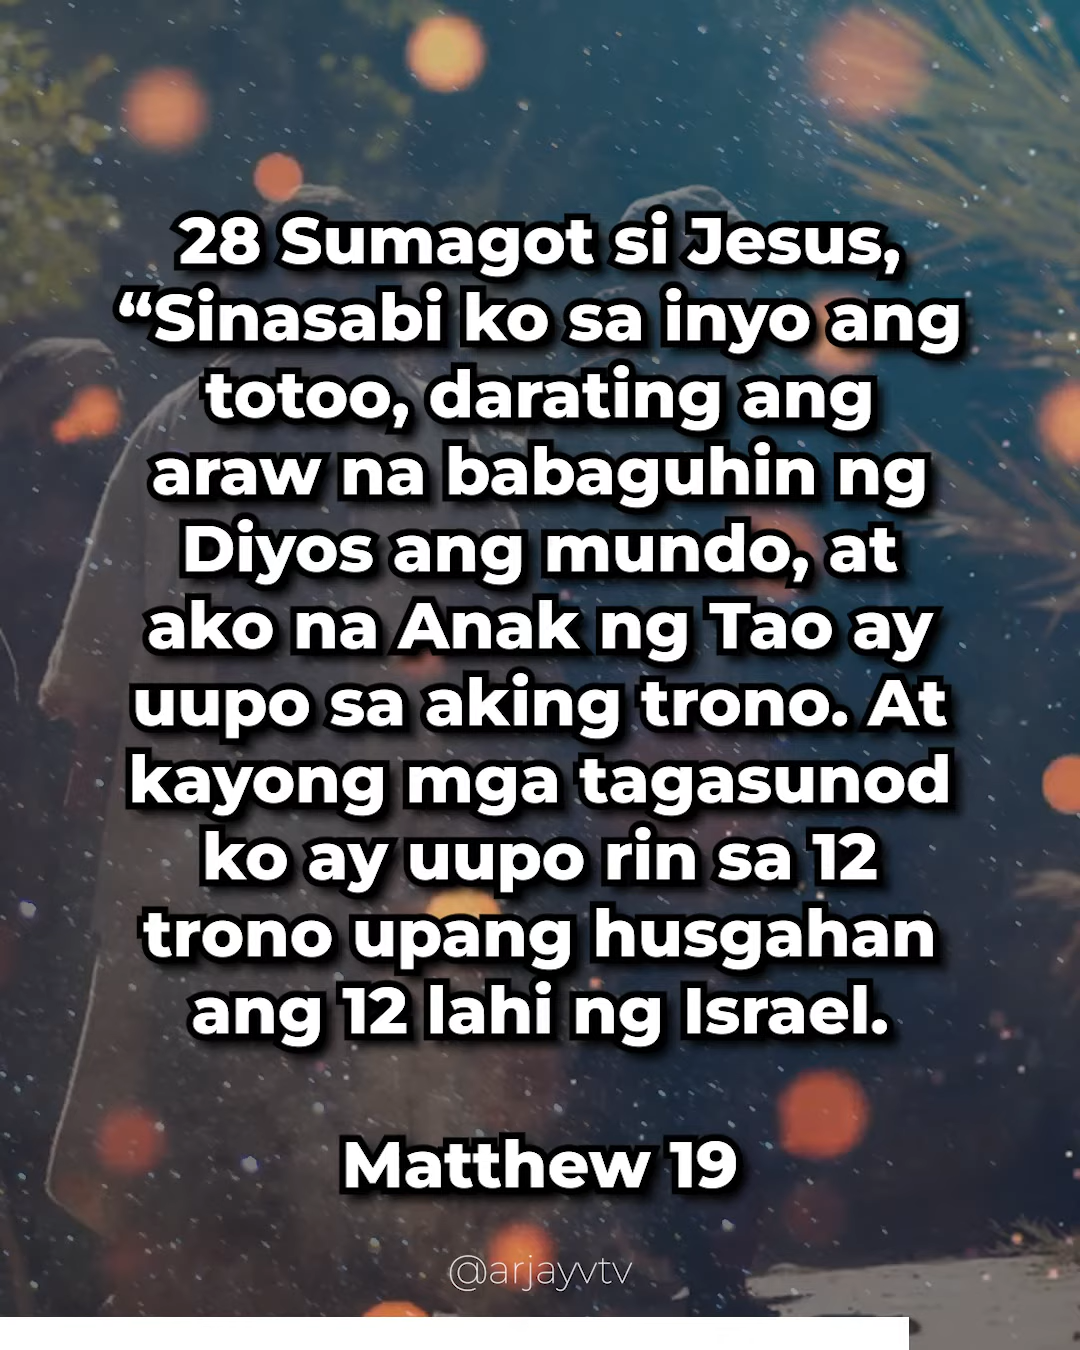 28 Sumagot si Jesus,
“Sinasabi ko sa inyo ang
totoo, darating ang
araw na babaguhin ng
Diyos ang mundo, at
ako na Anak ng Tao ay
uupo sa aking trono. At
kayong mga tagasunod
ko ay uupo rin sa 12
trono upang husgahan
ang 12 lahi ng Israel.
Matthew 19
@arjayvtv